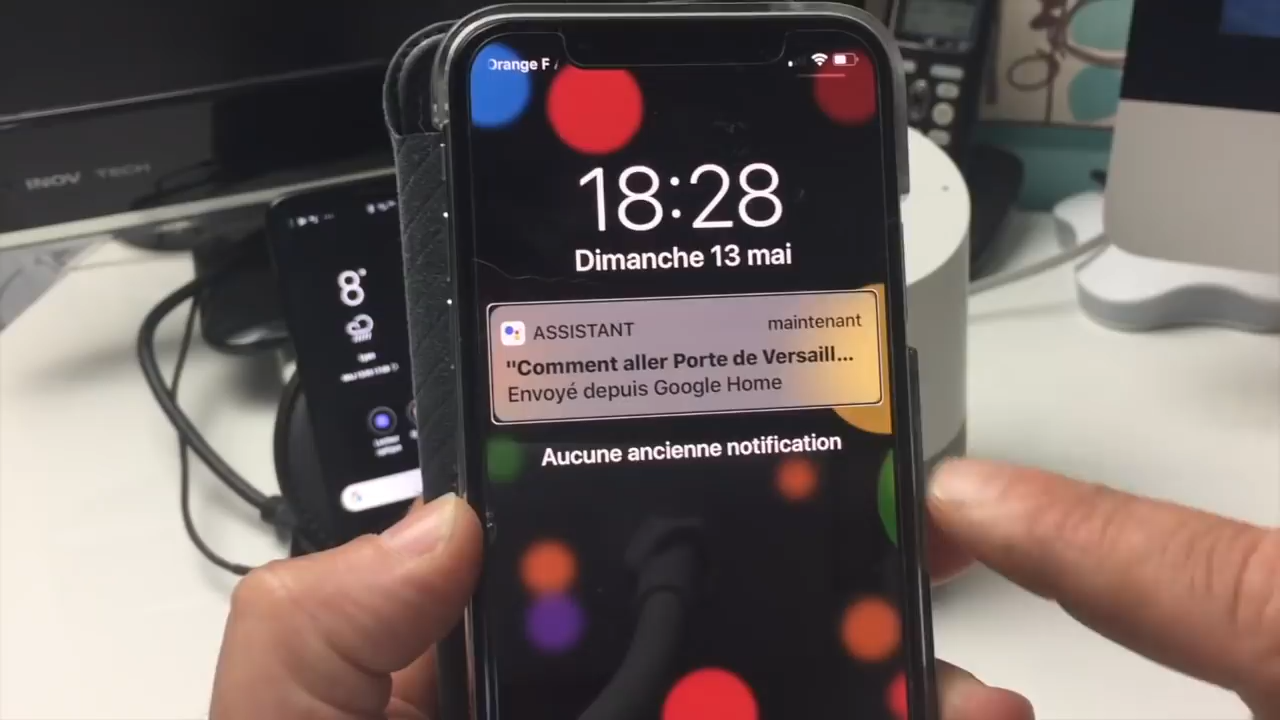 INOV TECH
Orange F
18:28
Dimanche 13 mai
ASSISTANT
maintenant
"Comment aller Porte de Versaill...
Envoyé depuis Google Home
Aucune ancienne notification
8°